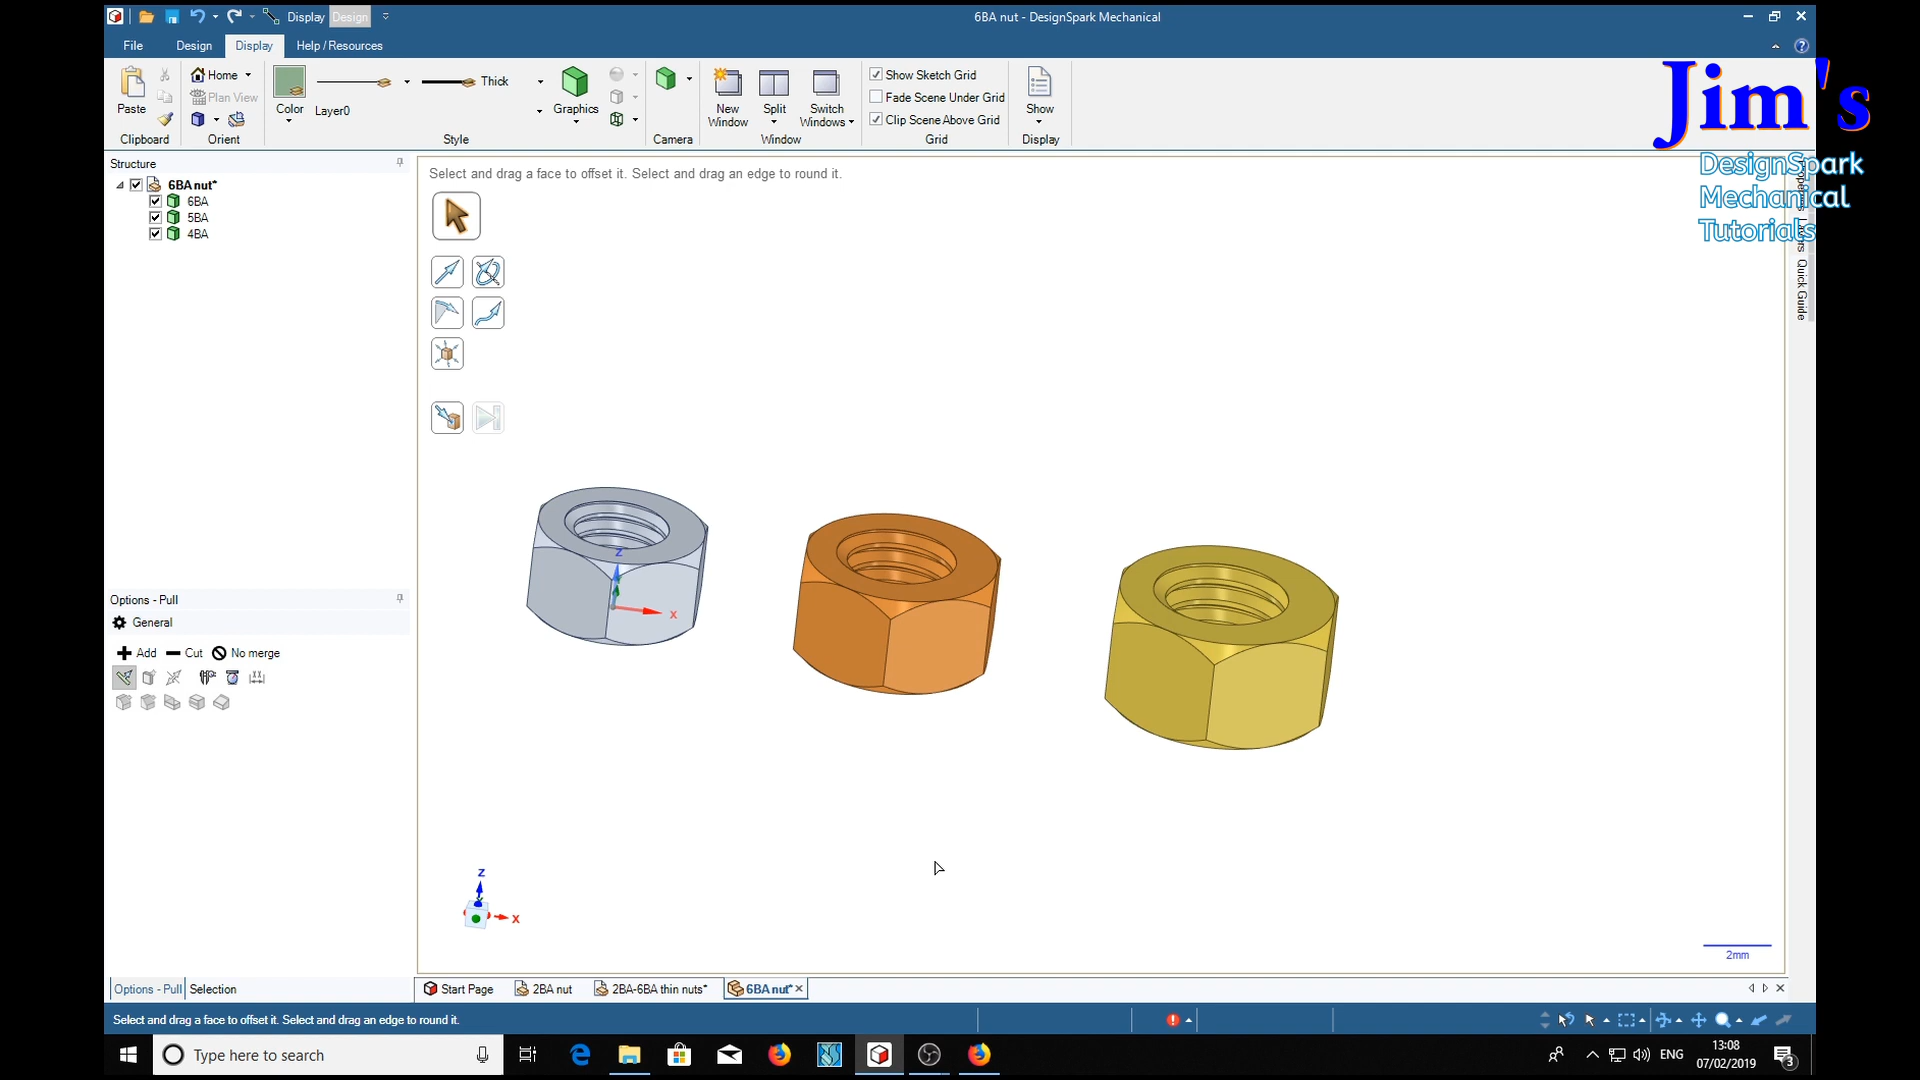 Display Design
6BA nut - DesignSpark Mechanical
File Design Display Help / Resources
Paste
Clipboard
Home
Plan View
Orient
Color
Layer0
Thick
Style
Graphics
Camera
New Window
Split
Switch Windows
Window
Show Sketch Grid
Fade Scene Under Grid
Clip Scene Above Grid
Grid
Show
Display
Jim's
DesignSpark
Mechanical
Tutorials
Structure
6BA nut*
6BA
5BA
4BA
Select and drag a face to offset it. Select and drag an edge to round it.
Quick Guide
Z
X
Options - Pull
General
Add Cut No merge
Z
X
2mm
Options - Pull Selection
Start Page 2BA nut 2BA-6BA thin nuts* 6BA nut*
Select and drag a face to offset it. Select and drag an edge to round it.
Type here to search
ENG
13:08
07/02/2019
3